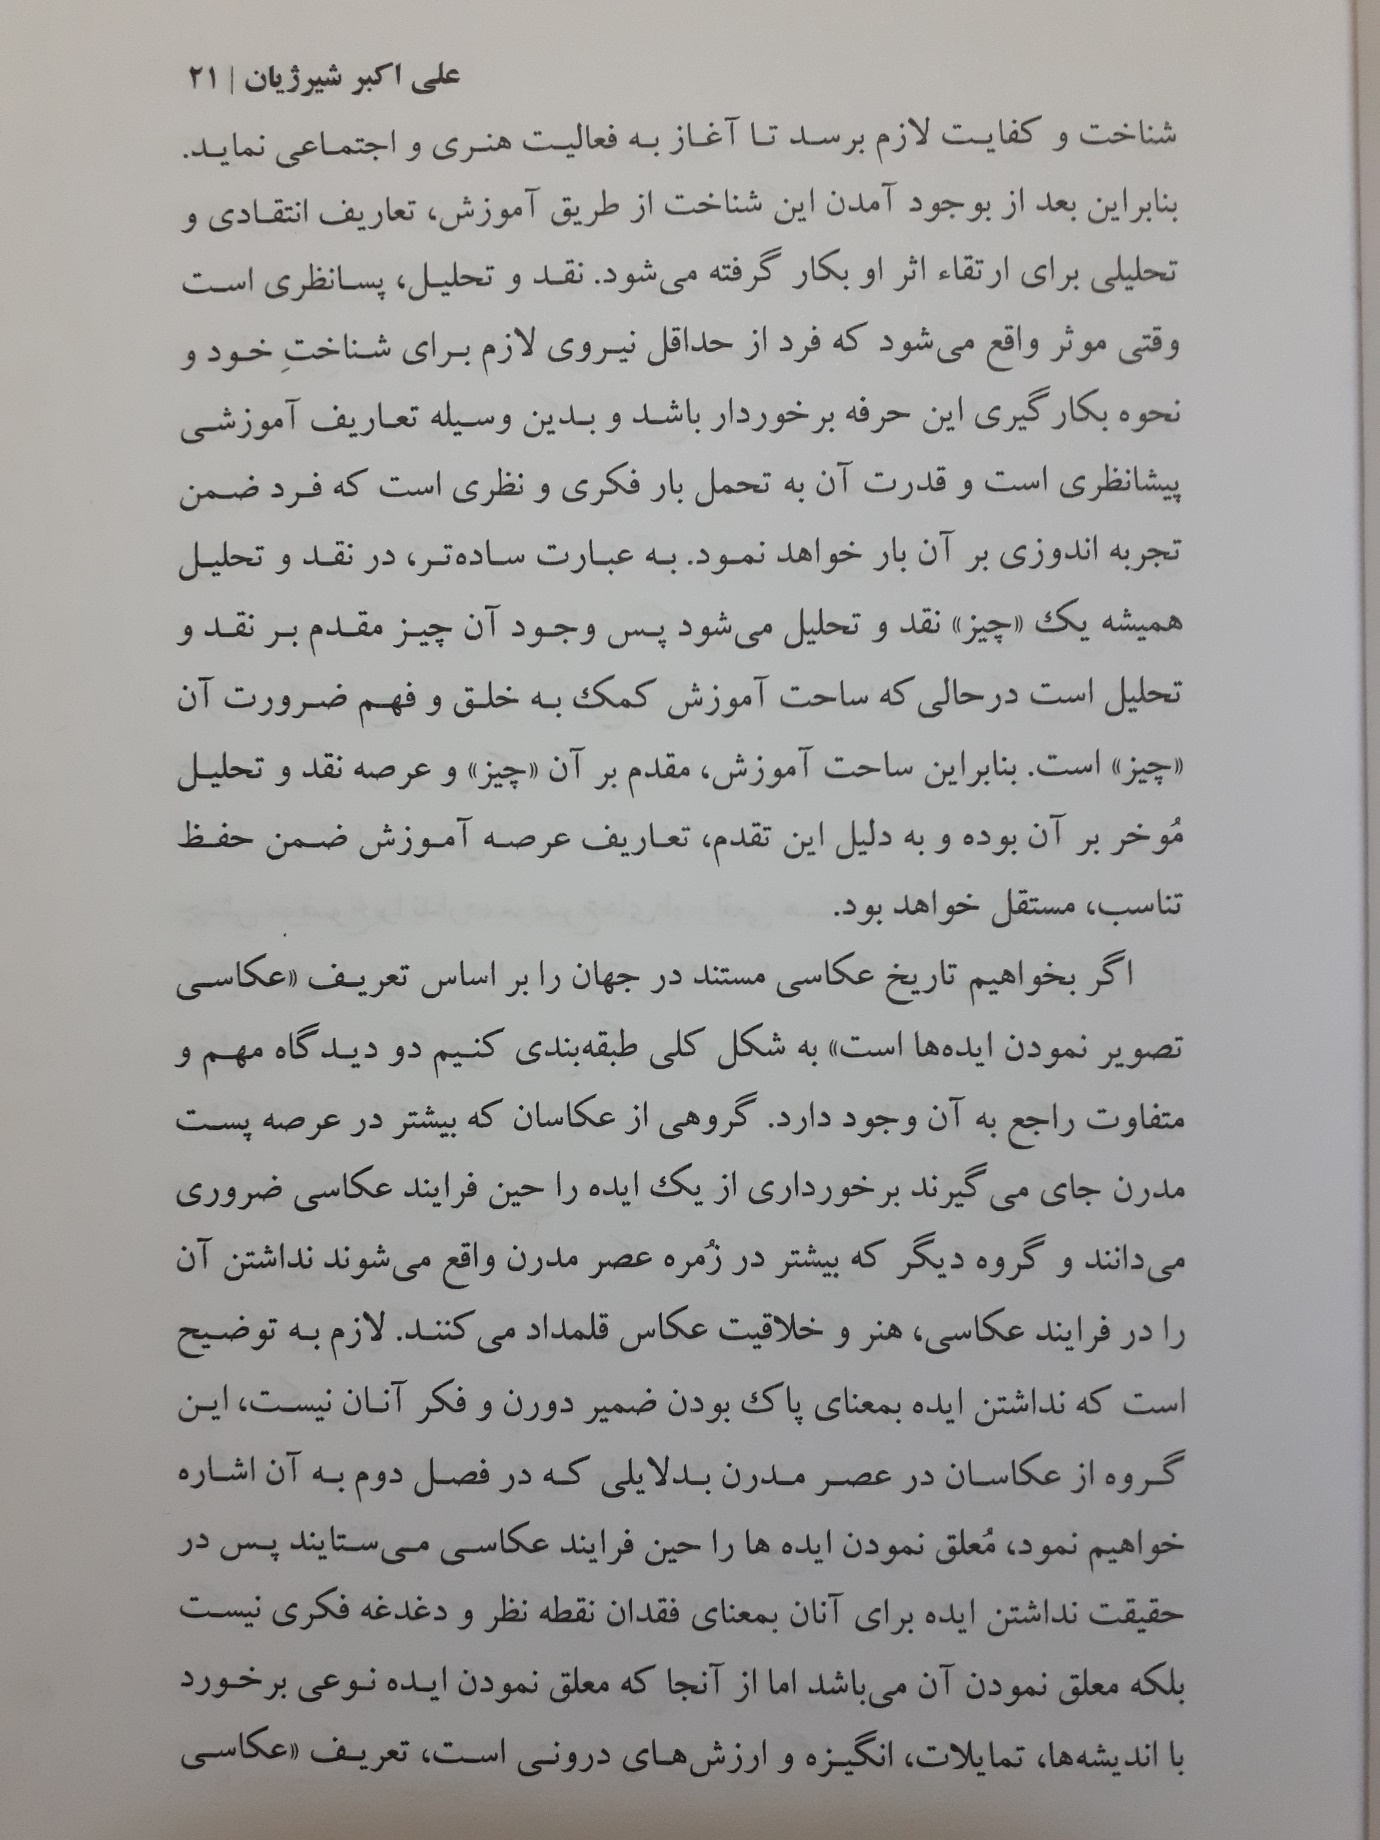 علی اکبر شیرژیان | ۲۱
شناخت و کفایت لازم برسد تا آغاز به فعالیت هنری و اجتماعی نماید.
بنابراین بعد از بوجود آمدن این شناخت از طریق آموزش، تعاریف انتقادی و
تحلیلی برای ارتقاء اثر او بکار گرفته می‌شود. نقد و تحلیل، پسانظری است
وقتی موثر واقع می‌شود که فرد از حداقل نیروی لازم برای شناختِ خود و
نحوه بکارگیری این حرفه برخوردار باشد و بدین وسیله تعاریف آموزشی
پیشانظری است و قدرت آن به تحمل بار فکری و نظری است که فرد ضمن
تجربه اندوزی بر آن بار خواهد نمود. به عبارت ساده‌تر، در نقد و تحلیل
همیشه یک «چیز» نقد و تحلیل می‌شود پس وجود آن چیز مقدم بر نقد و
تحلیل است درحالی‌که ساحت آموزش کمک به خلق و فهم ضرورت آن
«چیز» است. بنابراین ساحت آموزش، مقدم بر آن «چیز» و عرصه نقد و تحلیل
مُوخر بر آن بوده و به دلیل این تقدم، تعاریف عرصه آموزش ضمن حفظ
تناسب، مستقل خواهد بود.
اگر بخواهیم تاریخ عکاسی مستند در جهان را بر اساس تعریف «عکاسی
تصویر نمودن ایده‌ها است» به شکل کلی طبقه‌بندی کنیم دو دیدگاه مهم و
متفاوت راجع به آن وجود دارد. گروهی از عکاسان که بیشتر در عرصه پست
مدرن جای می‌گیرند برخورداری از یک ایده را حین فرایند عکاسی ضروری
می‌دانند و گروه دیگر که بیشتر در زُمره عصر مدرن واقع می‌شوند نداشتن آن
را در فرایند عکاسی، هنر و خلاقیت عکاس قلمداد می‌کنند. لازم به توضیح
است که نداشتن ایده بمعنای پاک بودن ضمیر دورن و فکر آنان نیست، این
گروه از عکاسان در عصر مدرن بدلایلی که در فصل دوم به آن اشاره
خواهیم نمود، مُعلق نمودن ایده ها را حین فرایند عکاسی می‌ستایند پس در
حقیقت نداشتن ایده برای آنان بمعنای فقدان نقطه نظر و دغدغه فکری نیست
بلکه معلق نمودن آن می‌باشد اما از آنجا که معلق نمودن ایده نوعی برخورد
با اندیشه‌ها، تمایلات، انگیزه و ارزش‌های درونی است، تعریف «عکاسی